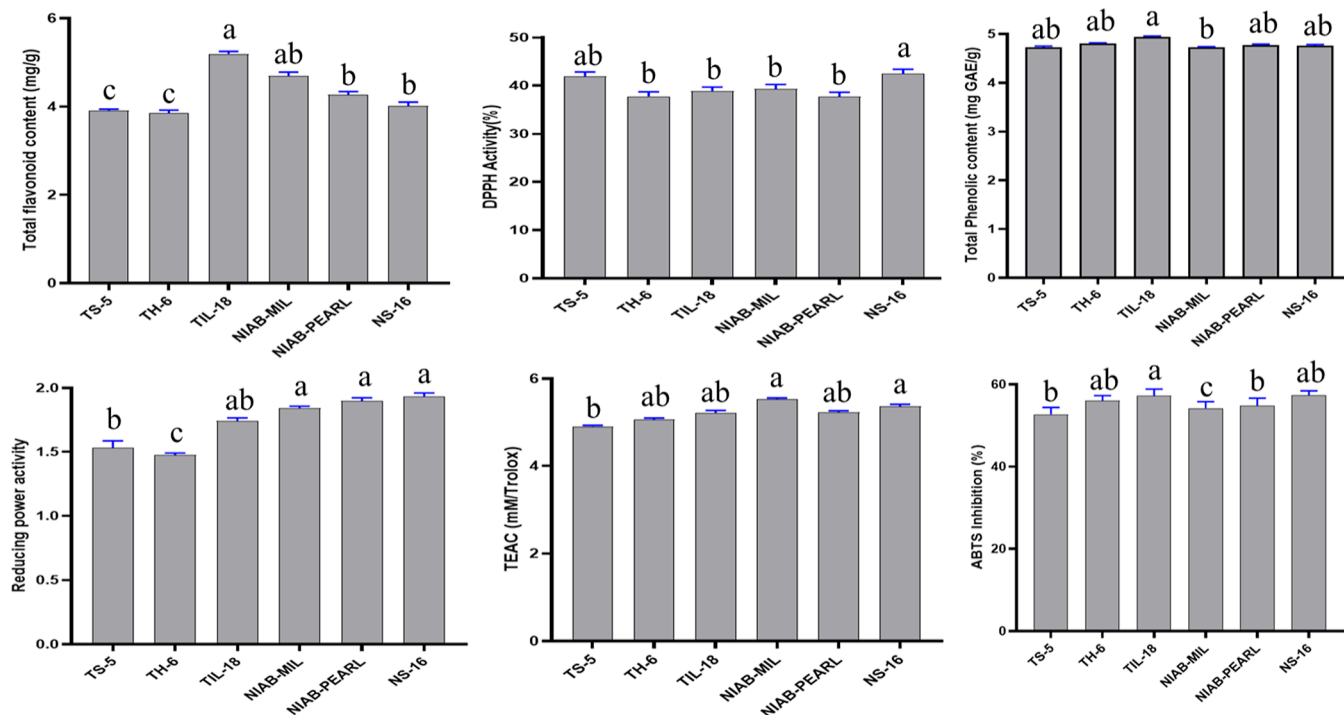 Total flavonoid content (mg/g)
6
4
2
0
c c a ab b b
TS-5 TH-6 TIL-18 NIAB-MIL NIAB-PEARL NS-16
DPPH Activity(%)
50
40
30
20
10
0
ab b b b b a
TS-5 TH-6 TIL-18 NIAB-MIL NIAB-PEARL NS-16
Total Phenolic content (mg GAE/g)
5
4
3
2
1
0
ab ab a b ab ab
TS-5 TH-6 TIL-18 NIAB-MIL NIAB-PEARL NS-16
Reducing power activity
2.0
1.5
1.0
0.5
0.0
b c ab a a a
TS-5 TH-6 TIL-18 NIAB-MIL NIAB-PEARL NS-16
TEAC (mM/Trolox)
6
4
2
0
b ab ab a ab a
TS-5 TH-6 TIL-18 NIAB-MIL NIAB-PEARL NS-16
ABTS Inhibition (%)
60
40
20
0
b ab a c b ab
TS-5 TH-6 TIL-18 NIAB-MIL NIAB-PEARL NS-16